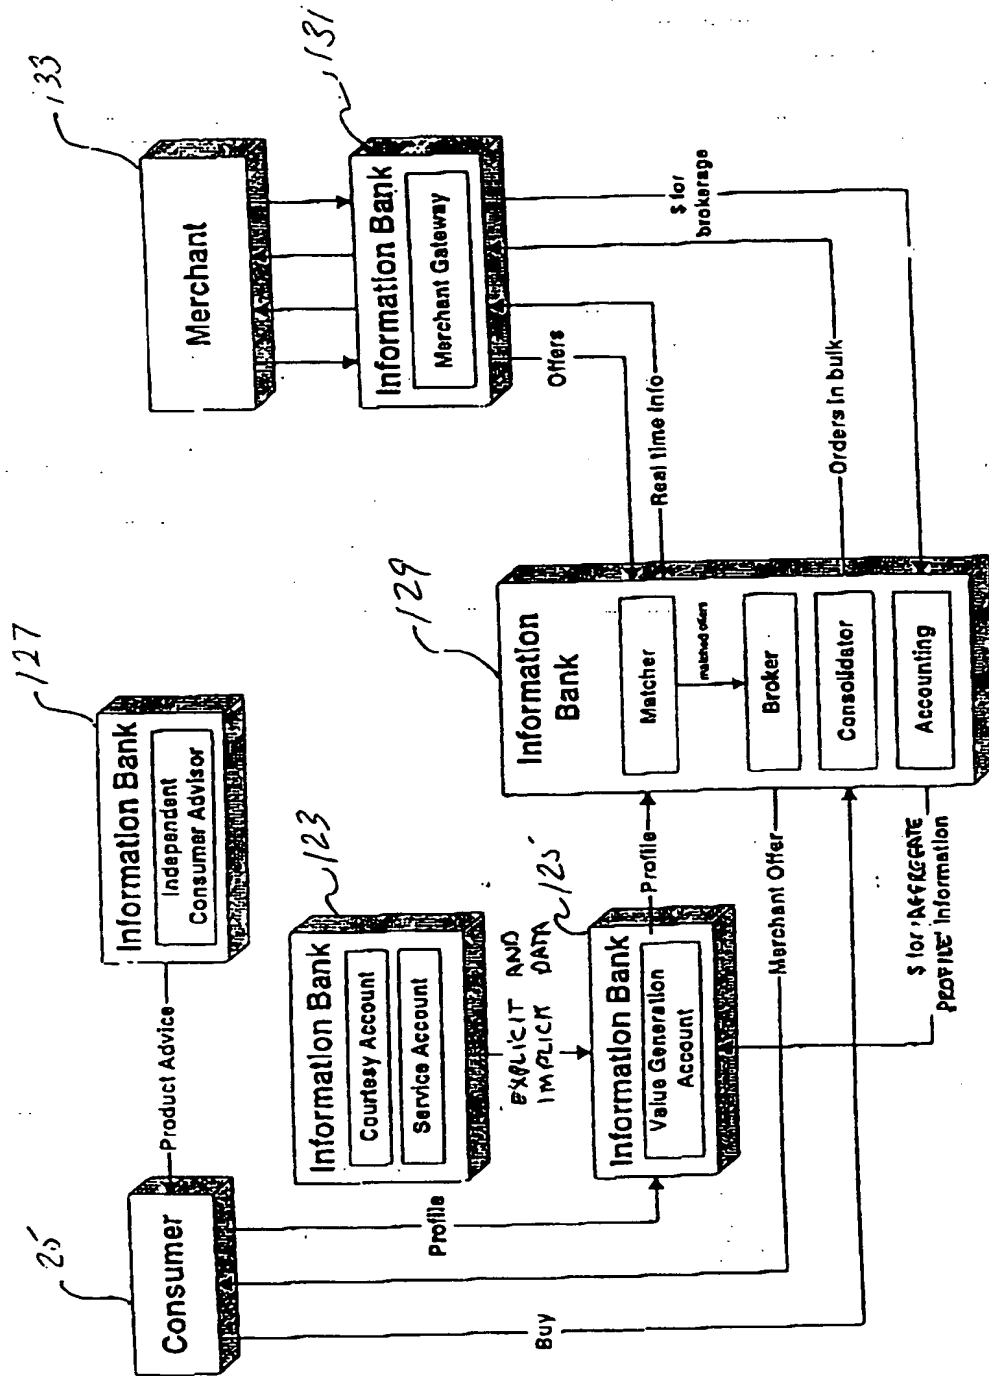 25
Consumer
Product Advice
127
Information Bank
Independent
Consumer Advisor
133
Merchant
131
Information Bank
Merchant Gateway
123
Information Bank
Courtesy Account
Service Account
EXPLICIT AND
IMPLICIT DATA
125
Information Bank
Value Generation
Account
Profile
Profile
129
Information
Bank
Matcher
matched offers
Broker
Consolidator
Accounting
Offers
Real time Info
Orders in bulk
$ for
brokerage
Merchant Offer
Buy
$ for 'AGGREGATE
PROFILE' Information